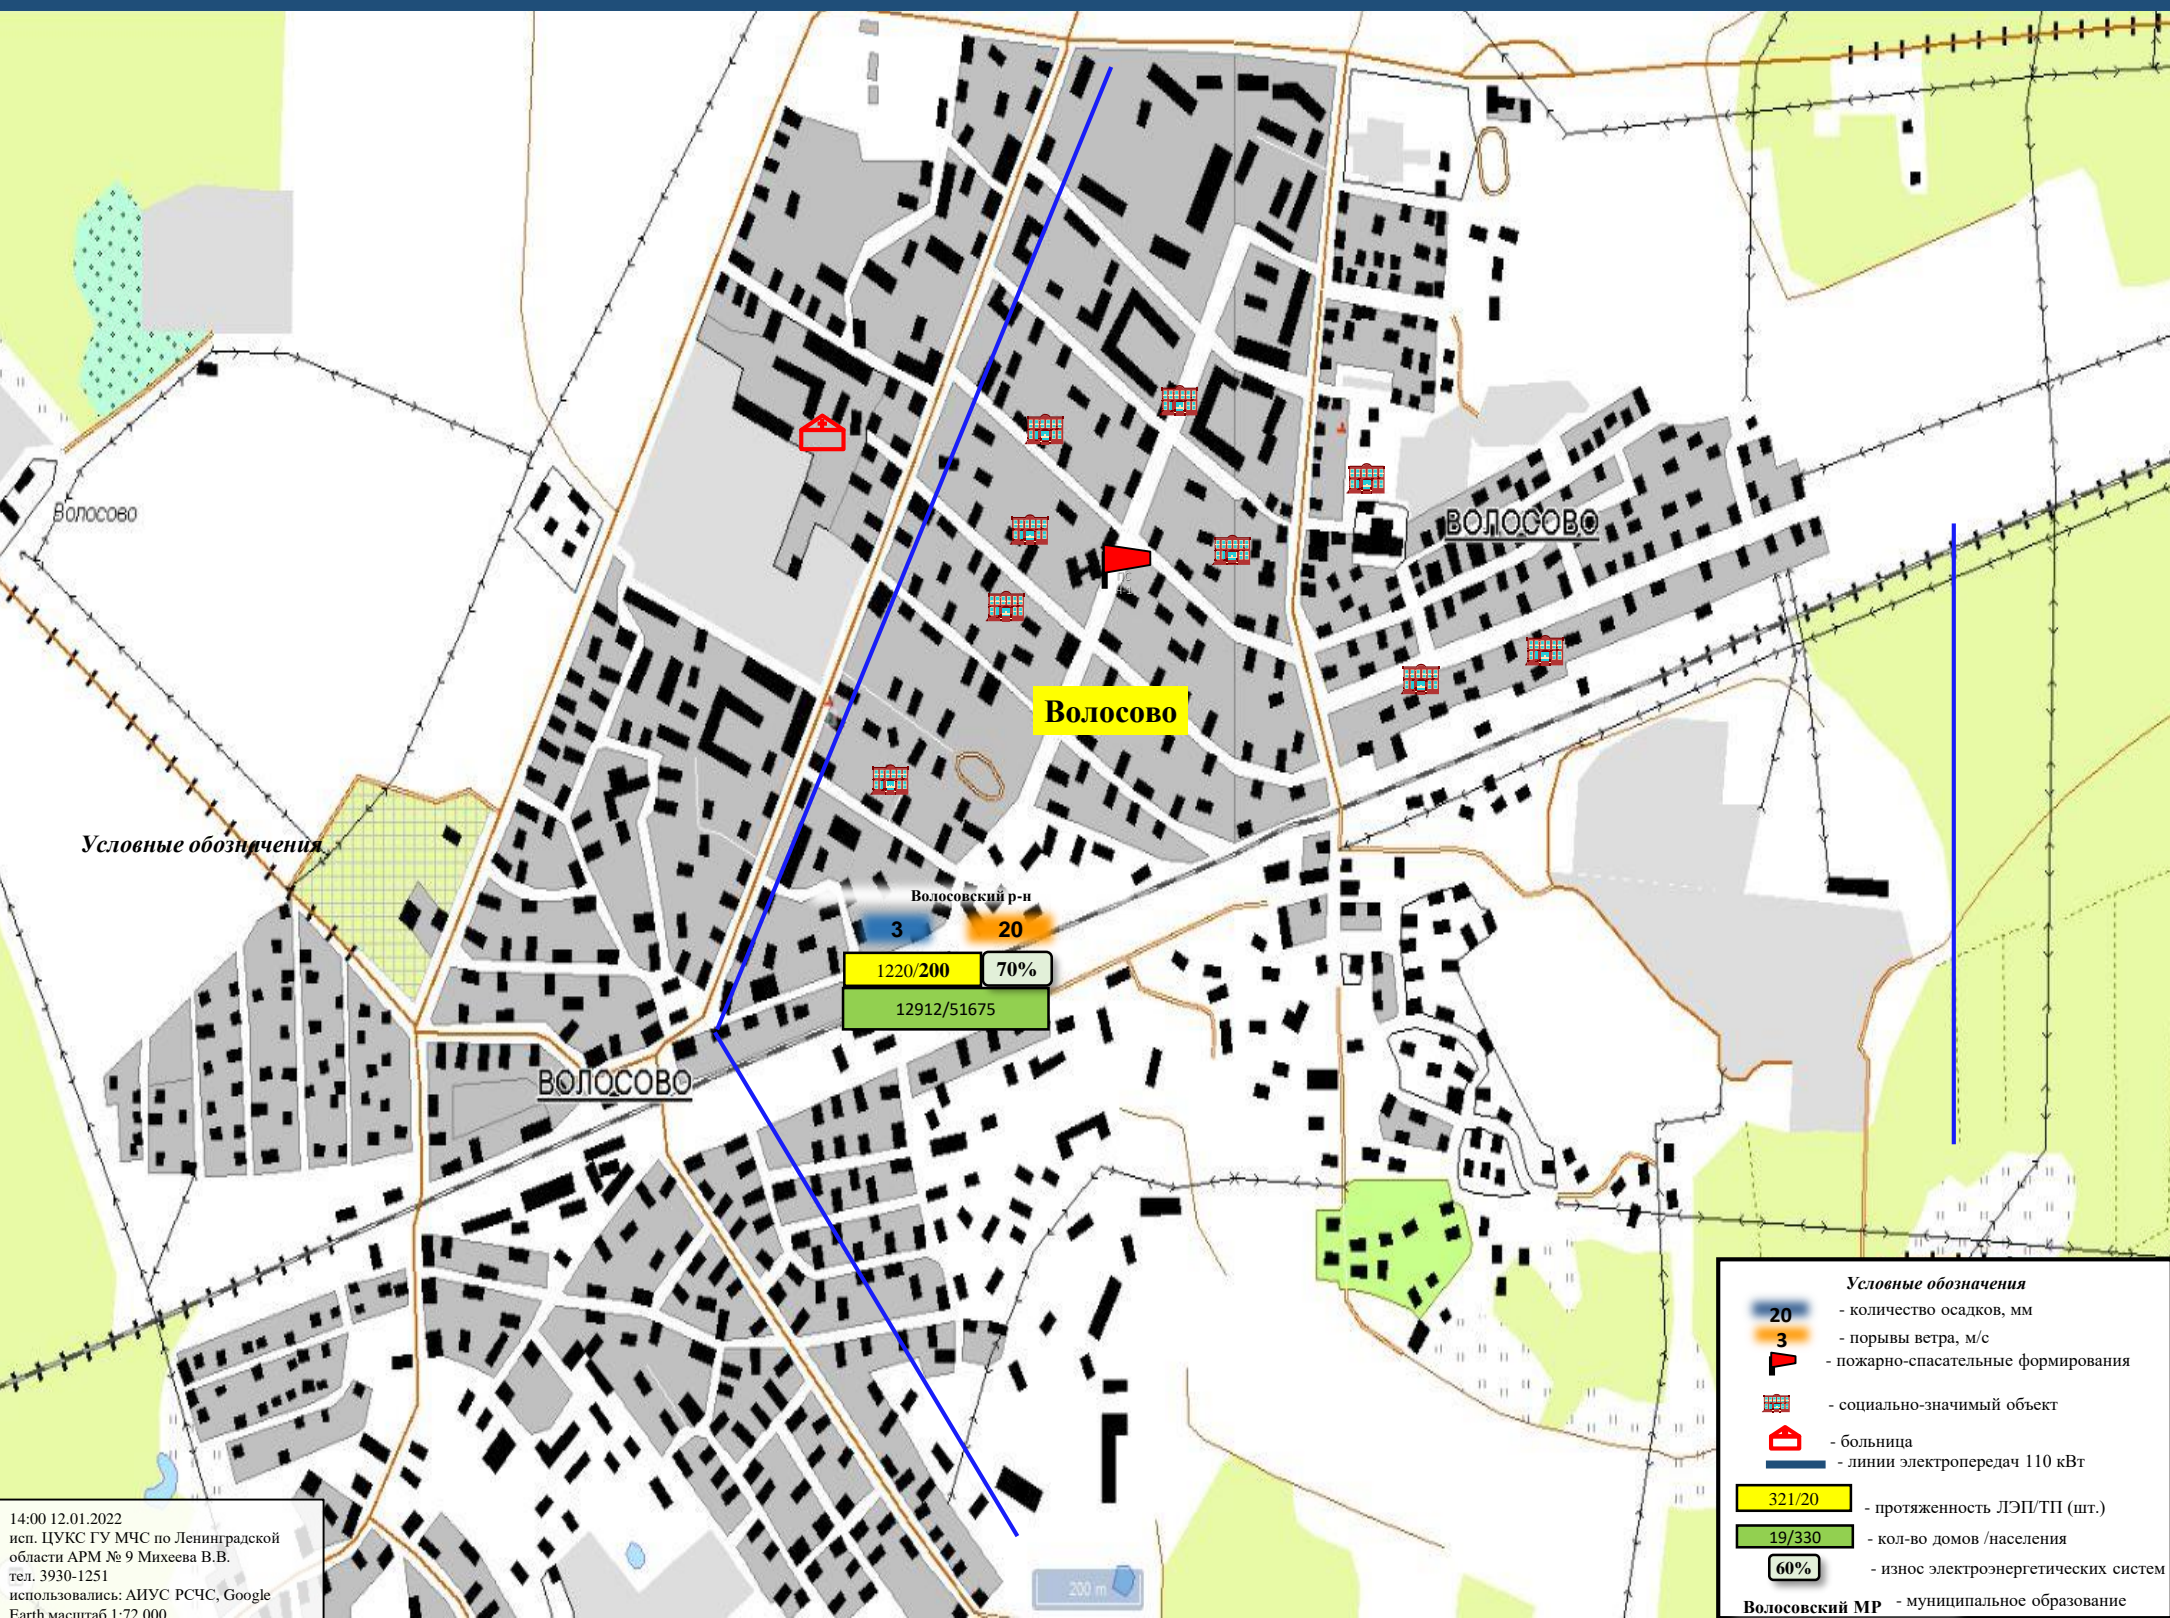 Волосово
ВОЛОСОВО
Волосово
Условные обозначения
Волосовский р-н
3
20
1220/200
70%
12912/51675
ВОЛОСОВО
Условные обозначения
20 - количество осадков, мм
3 - порывы ветра, м/с
- пожарно-спасательные формирования
- социально-значимый объект
- больница
- линии электропередач 110 кВт
321/20 - протяженность ЛЭП/ТП (шт.)
19/330 - кол-во домов /населения
60% - износ электроэнергетических систем
Волосовский МР - муниципальное образование
14:00 12.01.2022
исп. ЦУКС ГУ МЧС по Ленинградской
области АРМ № 9 Михеева В.В.
тел. 3930-1251
использовались: АИУС РСЧС, Google
Earth масштаб 1:72 000
200 m